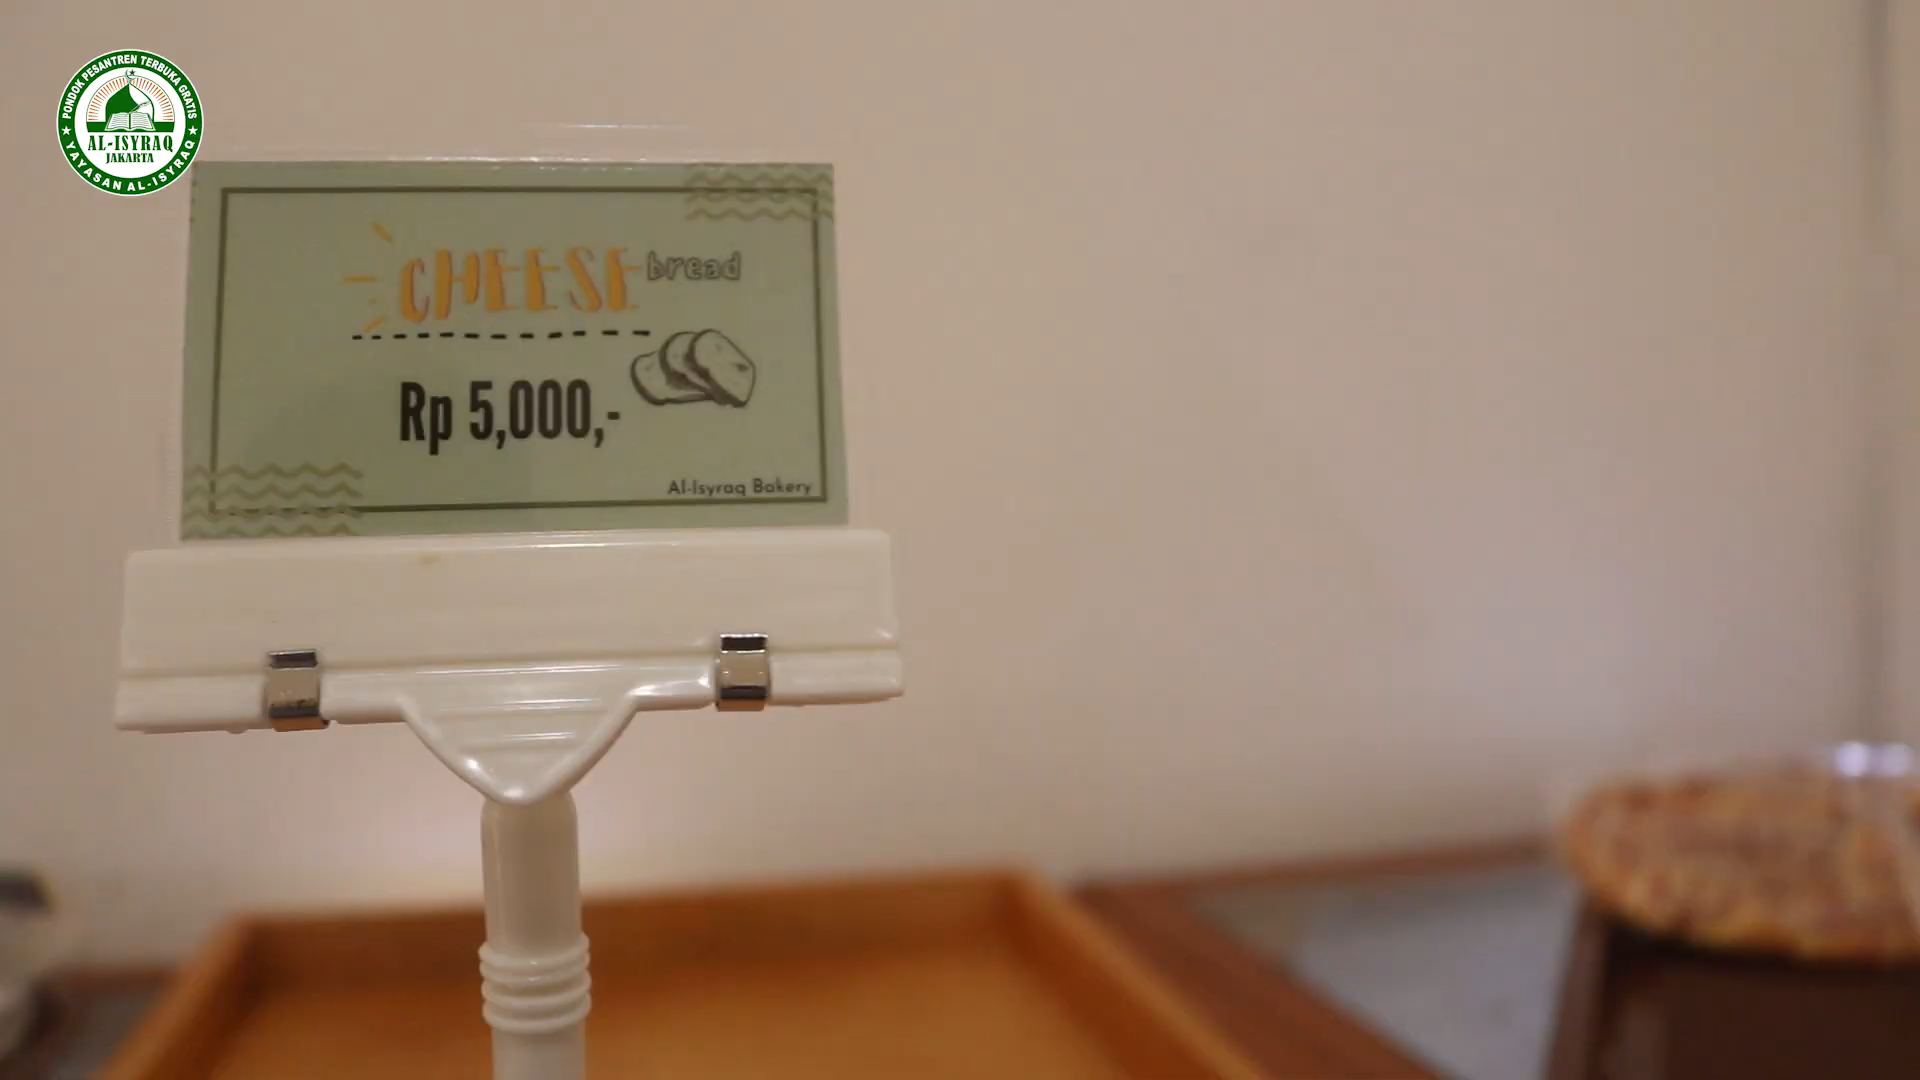 PONDOK PESANTREN TERBUKA GRATIS
AL-ISYRAQ
JAKARTA
★ YAYASAN AL-ISYRAQ ★
CHEESE bread
Rp 5,000,-
Al-Isyraq Bakery